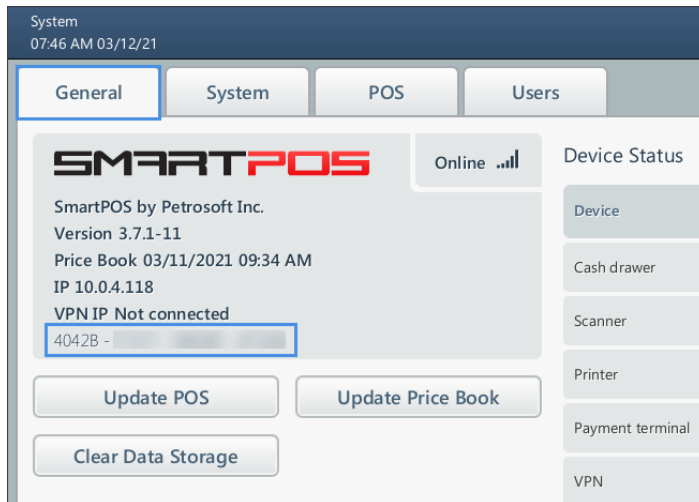 System
07:46 AM 03/12/21
General System POS Users
SMARTPOS
Online
SmartPOS by Petrosoft Inc.
Version 3.7.1-11
Price Book 03/11/2021 09:34 AM
IP 10.0.4.118
VPN IP Not connected
4042B -
Update POS Update Price Book
Clear Data Storage
Device Status
Device
Cash drawer
Scanner
Printer
Payment terminal
VPN